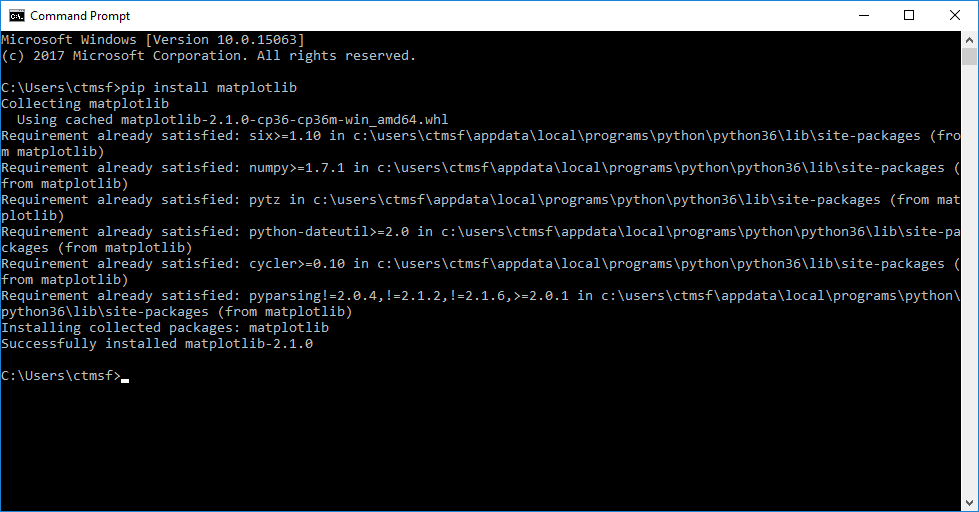 Command Prompt
Microsoft Windows [Version 10.0.15063]
(c) 2017 Microsoft Corporation. All rights reserved.
C:\Users\ctmsf>pip install matplotlib
Collecting matplotlib
  Using cached matplotlib-2.1.0-cp36-cp36m-win_amd64.whl
Requirement already satisfied: six>=1.10 in c:\users\ctmsf\appdata\local\programs\python\python36\lib\site-packages (fro
m matplotlib)
Requirement already satisfied: numpy>=1.7.1 in c:\users\ctmsf\appdata\local\programs\python\python36\lib\site-packages (
from matplotlib)
Requirement already satisfied: pytz in c:\users\ctmsf\appdata\local\programs\python\python36\lib\site-packages (from mat
plotlib)
Requirement already satisfied: python-dateutil>=2.0 in c:\users\ctmsf\appdata\local\programs\python\python36\lib\site-pa
ckages (from matplotlib)
Requirement already satisfied: cycler>=0.10 in c:\users\ctmsf\appdata\local\programs\python\python36\lib\site-packages (
from matplotlib)
Requirement already satisfied: pyparsing!=2.0.4,!=2.1.2,!=2.1.6,>=2.0.1 in c:\users\ctmsf\appdata\local\programs\python\
python36\lib\site-packages (from matplotlib)
Installing collected packages: matplotlib
Successfully installed matplotlib-2.1.0
C:\Users\ctmsf>